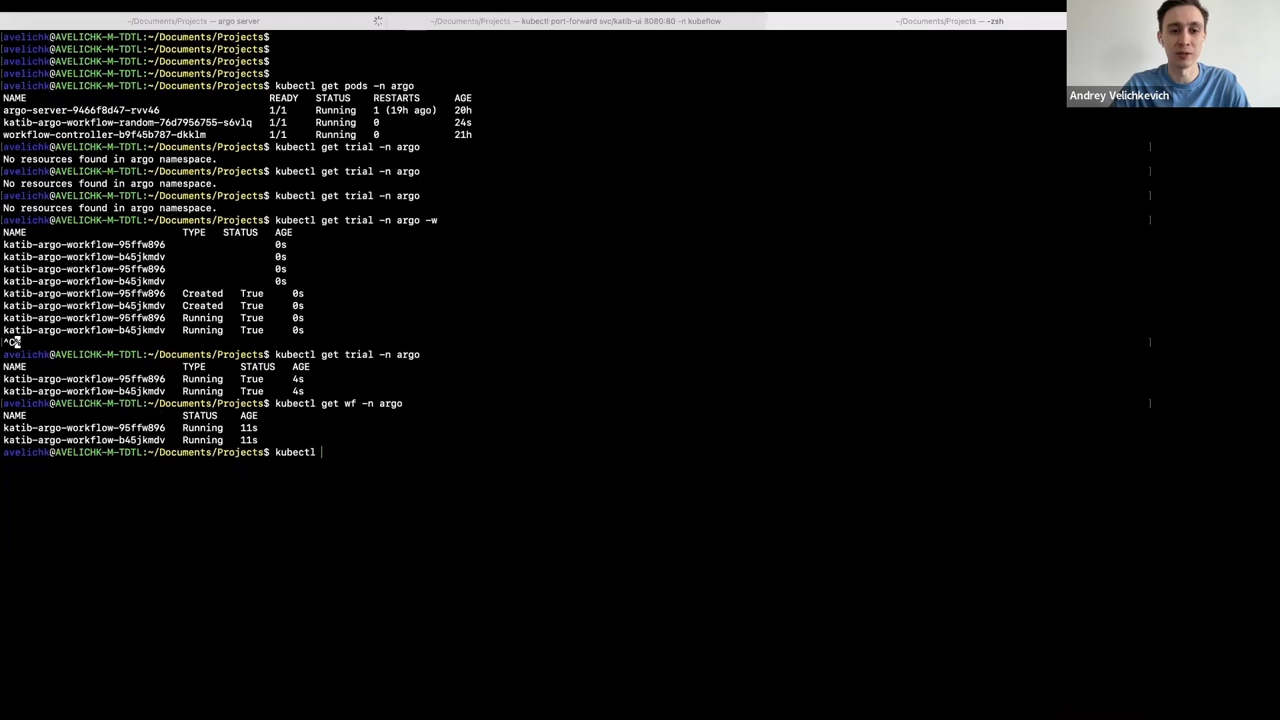 ~/Documents/Projects — argo server
~/Documents/Projects — kubectl port-forward svc/katib-ui 8080:80 -n kubeflow
~/Documents/Projects — -zsh
[avelichk@AVELICHK-M-TDTL:~/Documents/Projects$
[avelichk@AVELICHK-M-TDTL:~/Documents/Projects$
[avelichk@AVELICHK-M-TDTL:~/Documents/Projects$
[avelichk@AVELICHK-M-TDTL:~/Documents/Projects$
[avelichk@AVELICHK-M-TDTL:~/Documents/Projects$ kubectl get pods -n argo
NAME READY STATUS RESTARTS AGE
argo-server-9466f8d47-rvv46 1/1 Running 1 (19h ago) 20h
katib-argo-workflow-random-76d7956755-s6vlq 1/1 Running 0 24s
workflow-controller-b9f45b787-dkklm 1/1 Running 0 21h
[avelichk@AVELICHK-M-TDTL:~/Documents/Projects$ kubectl get trial -n argo ]
No resources found in argo namespace.
[avelichk@AVELICHK-M-TDTL:~/Documents/Projects$ kubectl get trial -n argo ]
No resources found in argo namespace.
[avelichk@AVELICHK-M-TDTL:~/Documents/Projects$ kubectl get trial -n argo ]
No resources found in argo namespace.
[avelichk@AVELICHK-M-TDTL:~/Documents/Projects$ kubectl get trial -n argo -w ]
NAME TYPE STATUS AGE
katib-argo-workflow-95ffw896 0s
katib-argo-workflow-b45jkmdv 0s
katib-argo-workflow-95ffw896 0s
katib-argo-workflow-b45jkmdv 0s
katib-argo-workflow-95ffw896 Created True 0s
katib-argo-workflow-b45jkmdv Created True 0s
katib-argo-workflow-95ffw896 Running True 0s
katib-argo-workflow-b45jkmdv Running True 0s
[^C% ]
avelichk@AVELICHK-M-TDTL:~/Documents/Projects$ kubectl get trial -n argo
NAME TYPE STATUS AGE
katib-argo-workflow-95ffw896 Running True 4s
katib-argo-workflow-b45jkmdv Running True 4s
[avelichk@AVELICHK-M-TDTL:~/Documents/Projects$ kubectl get wf -n argo ]
NAME STATUS AGE
katib-argo-workflow-95ffw896 Running 11s
katib-argo-workflow-b45jkmdv Running 11s
avelichk@AVELICHK-M-TDTL:~/Documents/Projects$ kubectl
Andrey Velichkevich